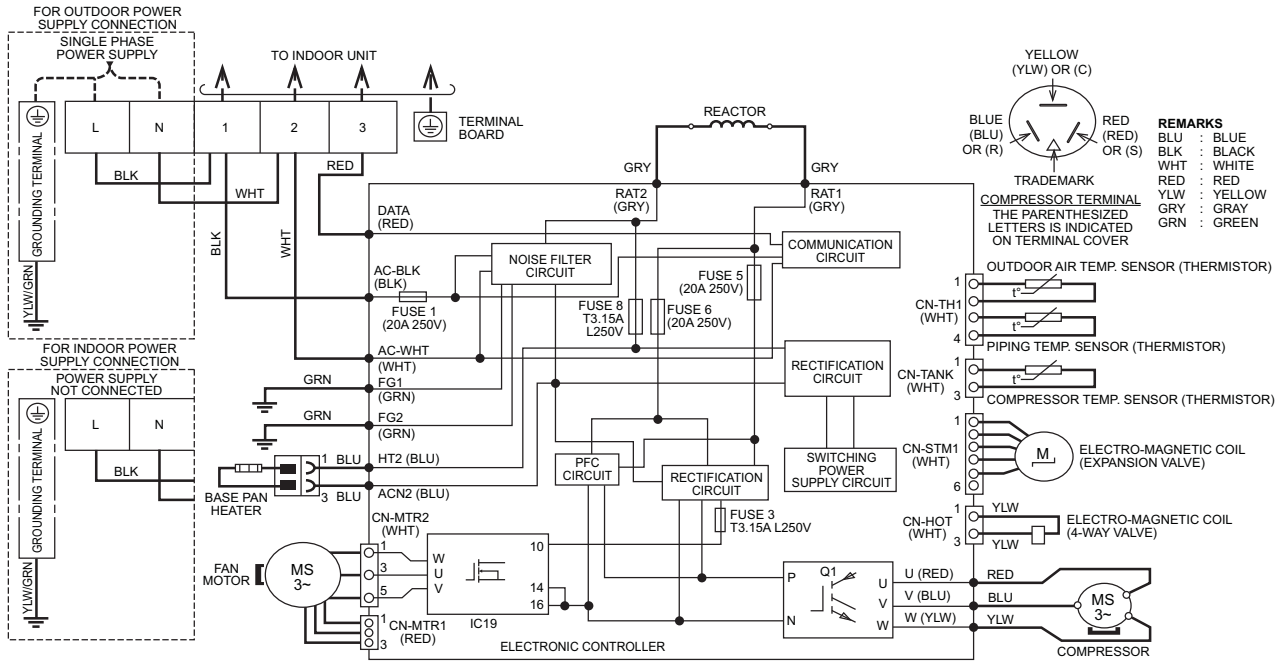 FOR OUTDOOR POWER
SUPPLY CONNECTION
SINGLE PHASE
POWER SUPPLY
TO INDOOR UNIT
GROUNDING TERMINAL
L
N
1
2
3
TERMINAL
BOARD
BLK
WHT
RED
BLK
WHT
YLW/GRN
REACTOR
GRY
GRY
RAT2
(GRY)
RAT1
(GRY)
YELLOW
(YLW) OR (C)
BLUE
(BLU)
OR (R)
RED
(RED)
OR (S)
TRADEMARK
COMPRESSOR TERMINAL
THE PARENTHESIZED
LETTERS IS INDICATED
ON TERMINAL COVER
REMARKS
BLU : BLUE
BLK : BLACK
WHT : WHITE
RED : RED
YLW : YELLOW
GRY : GRAY
GRN : GREEN
DATA
(RED)
AC-BLK
(BLK)
FUSE 1
(20A 250V)
NOISE FILTER
CIRCUIT
COMMUNICATION
CIRCUIT
FUSE 5
(20A 250V)
FUSE 8
T3.15A
L250V
FUSE 6
(20A 250V)
AC-WHT
(WHT)
FG1
(GRN)
GRN
FG2
(GRN)
GRN
RECTIFICATION
CIRCUIT
SWITCHING
POWER
SUPPLY CIRCUIT
PFC
CIRCUIT
RECTIFICATION
CIRCUIT
FUSE 3
T3.15A L250V
FOR INDOOR POWER
SUPPLY CONNECTION
POWER SUPPLY
NOT CONNECTED
GROUNDING TERMINAL
L
N
BLK
YLW/GRN
BASE PAN
HEATER
1
3
BLU
BLU
HT2 (BLU)
ACN2 (BLU)
CN-MTR2
(WHT)
FAN
MOTOR
MS
3~
1
3
5
W
U
V
10
14
16
IC19
1
3
CN-MTR1
(RED)
ELECTRONIC CONTROLLER
P
N
Q1
U
V
W
U (RED)
V (BLU)
W (YLW)
RED
BLU
YLW
MS
3~
COMPRESSOR
OUTDOOR AIR TEMP. SENSOR (THERMISTOR)
1
4
CN-TH1
(WHT)
t°
t°
PIPING TEMP. SENSOR (THERMISTOR)
1
3
CN-TANK
(WHT)
t°
COMPRESSOR TEMP. SENSOR (THERMISTOR)
1
6
CN-STM1
(WHT)
M
ELECTRO-MAGNETIC COIL
(EXPANSION VALVE)
1
3
CN-HOT
(WHT)
YLW
YLW
ELECTRO-MAGNETIC COIL
(4-WAY VALVE)